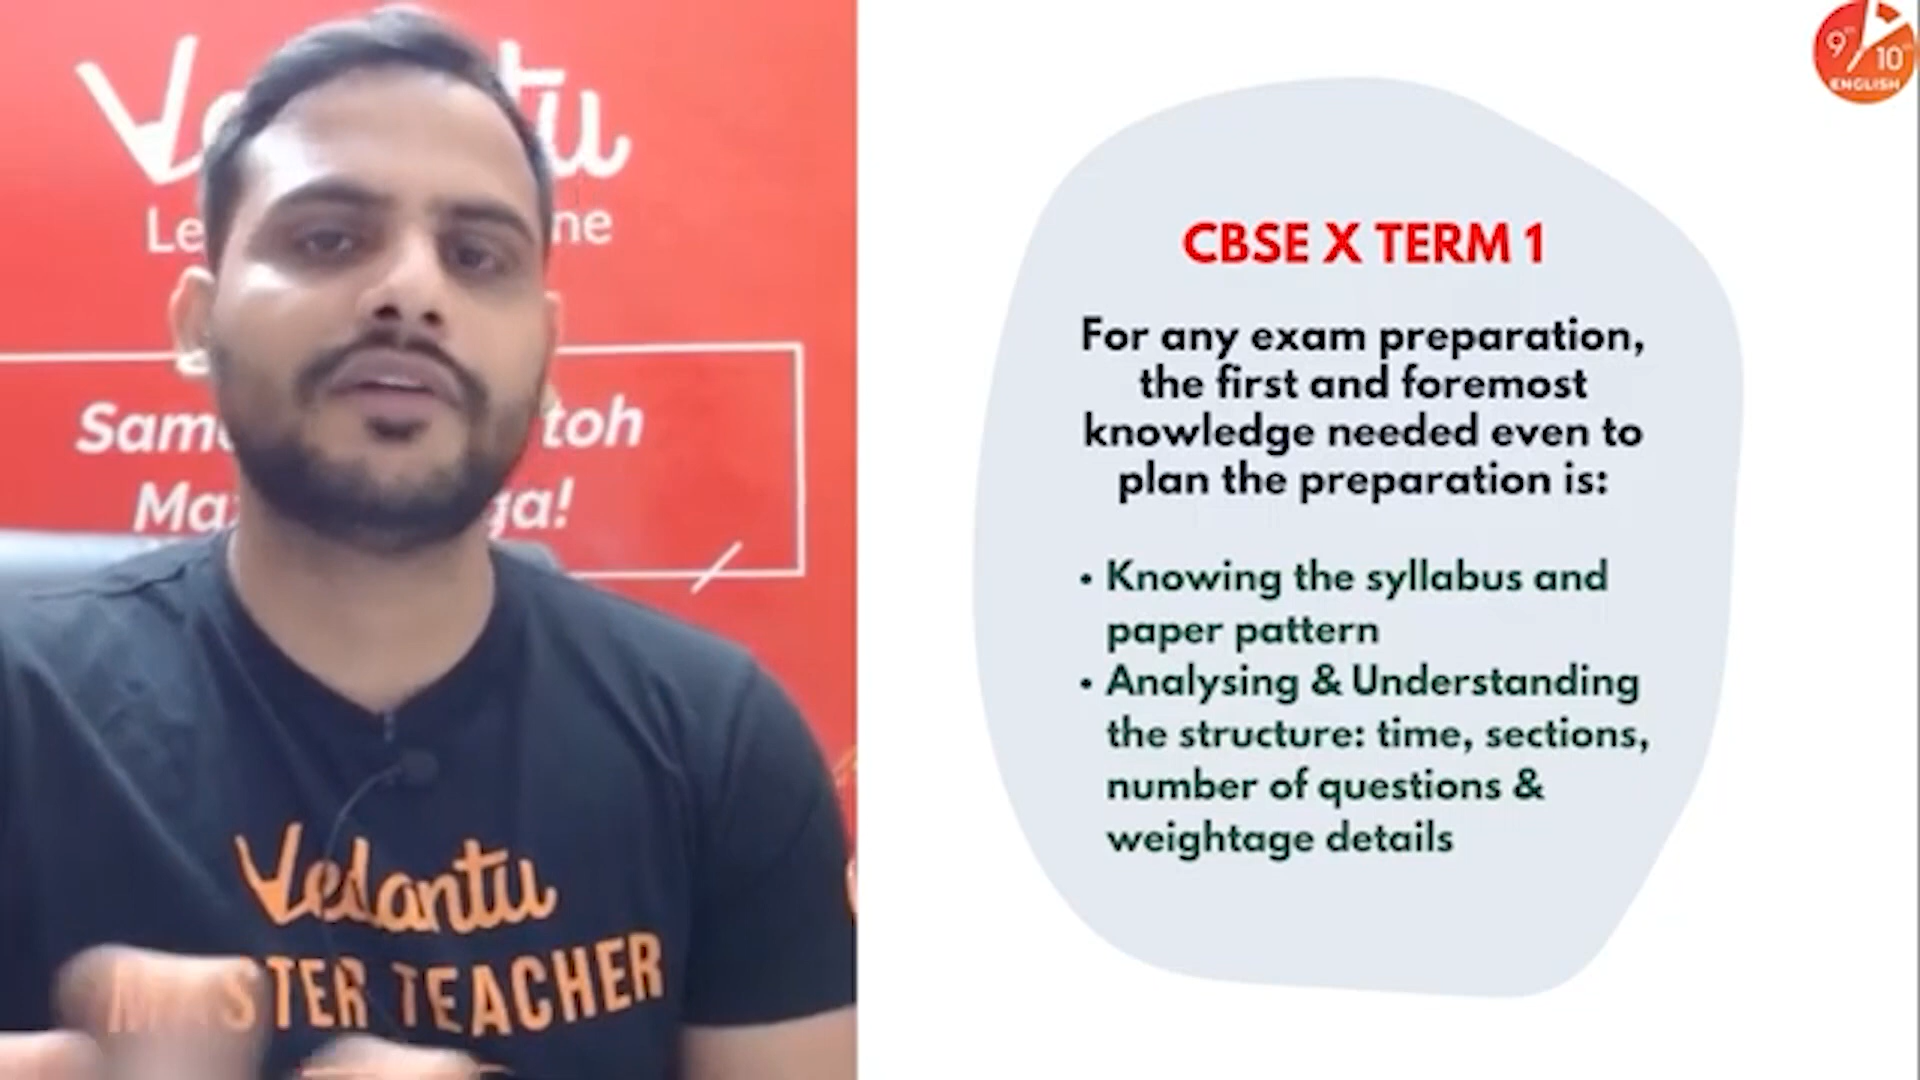 Le
ne
Sam
toh
Ma
ga!
Vedantu
TEACHER
9th
10th
ENGLISH
CBSE X TERM 1
For any exam preparation,
the first and foremost
knowledge needed even to
plan the preparation is:
• Knowing the syllabus and
paper pattern
• Analysing & Understanding
the structure: time, sections,
number of questions &
weightage details